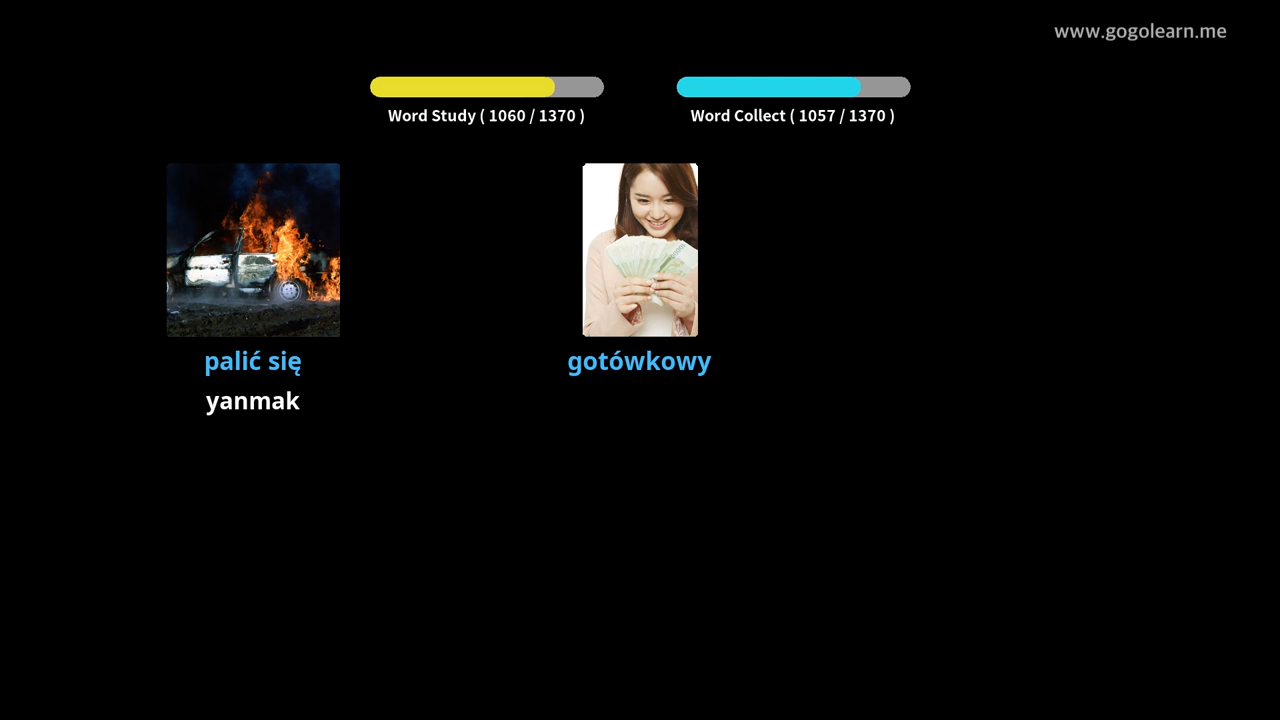 www.gogolearn.me
Word Study ( 1060 / 1370 )
Word Collect ( 1057 / 1370 )
palić się
gotówkowy
yanmak